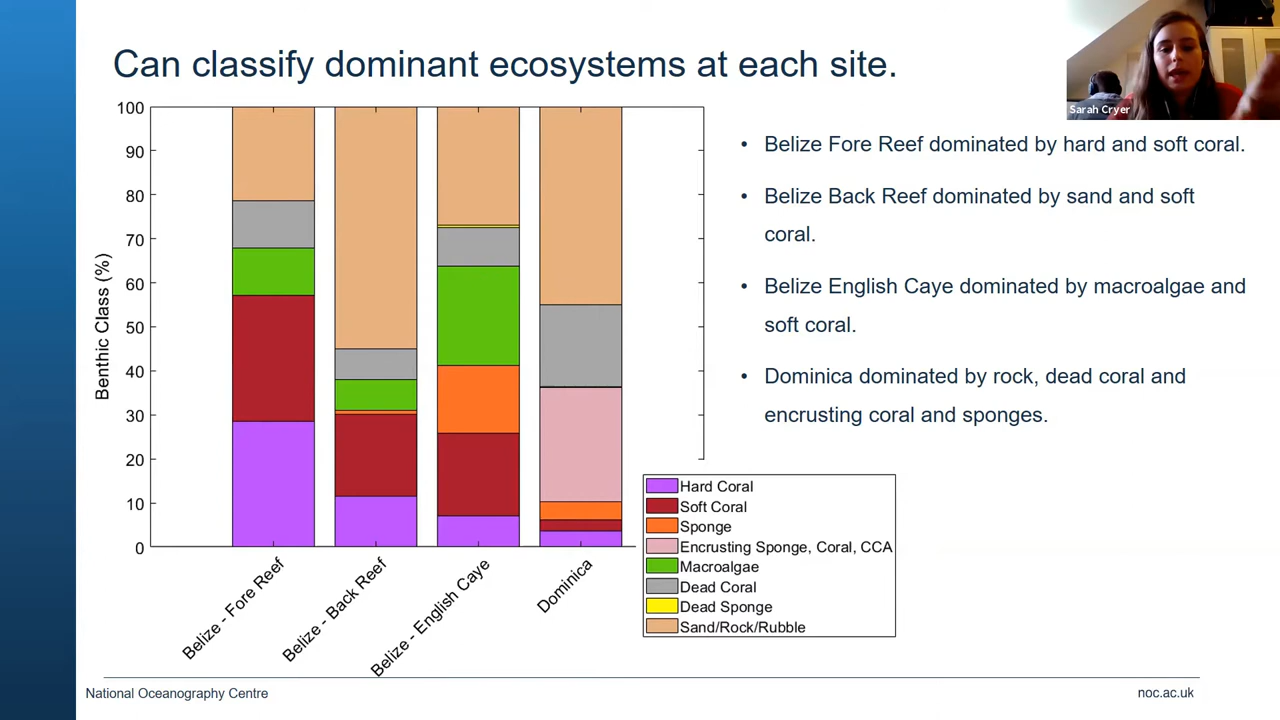 Can classify dominant ecosystems at each site.
Sarah Cryer
• Belize Fore Reef dominated by hard and soft coral.
• Belize Back Reef dominated by sand and soft
coral.
• Belize English Caye dominated by macroalgae and
soft coral.
• Dominica dominated by rock, dead coral and
encrusting coral and sponges.
Benthic Class (%)
100
90
80
70
60
50
40
30
20
10
0
Belize - Fore Reef
Belize - Back Reef
Belize - English Caye
Dominica
Hard Coral
Soft Coral
Sponge
Encrusting Sponge, Coral, CCA
Macroalgae
Dead Coral
Dead Sponge
Sand/Rock/Rubble
National Oceanography Centre
noc.ac.uk